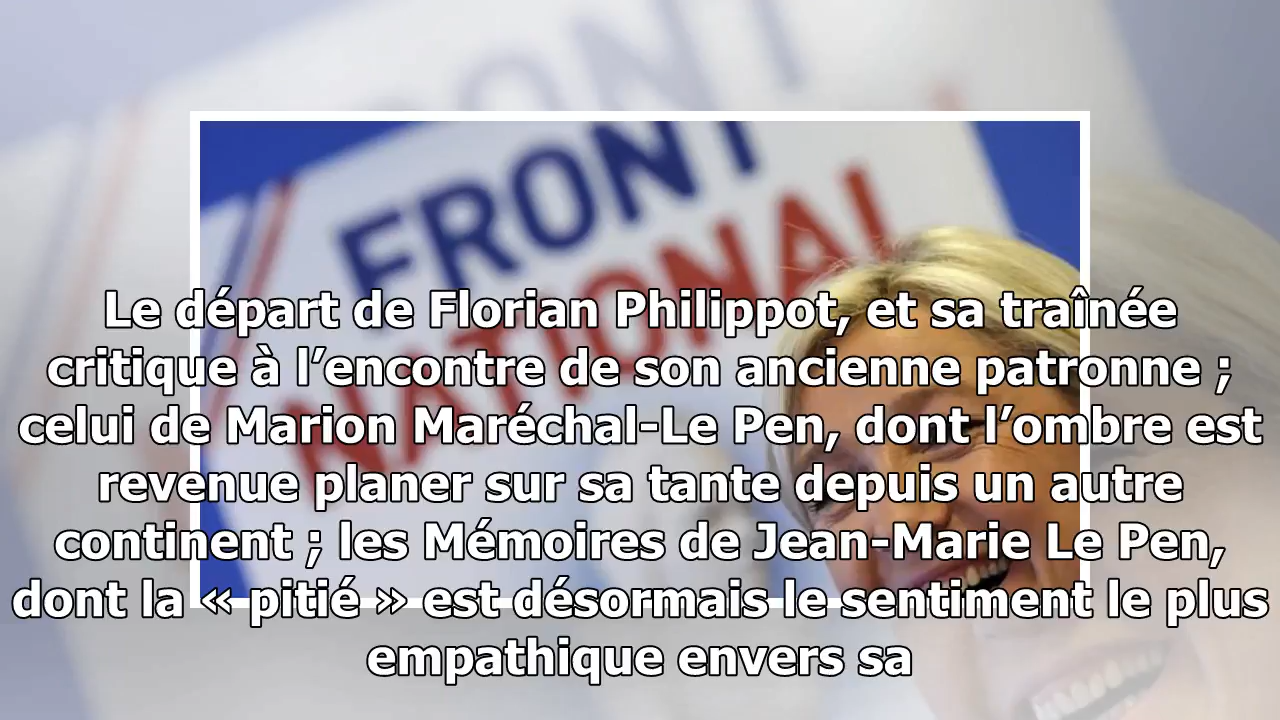 FRONT
NATIONAL
Le départ de Florian Philippot, et sa traînée
critique à l’encontre de son ancienne patronne ;
celui de Marion Maréchal-Le Pen, dont l’ombre est
revenue planer sur sa tante depuis un autre
continent ; les Mémoires de Jean-Marie Le Pen,
dont la « pitié » est désormais le sentiment le plus
empathique envers sa